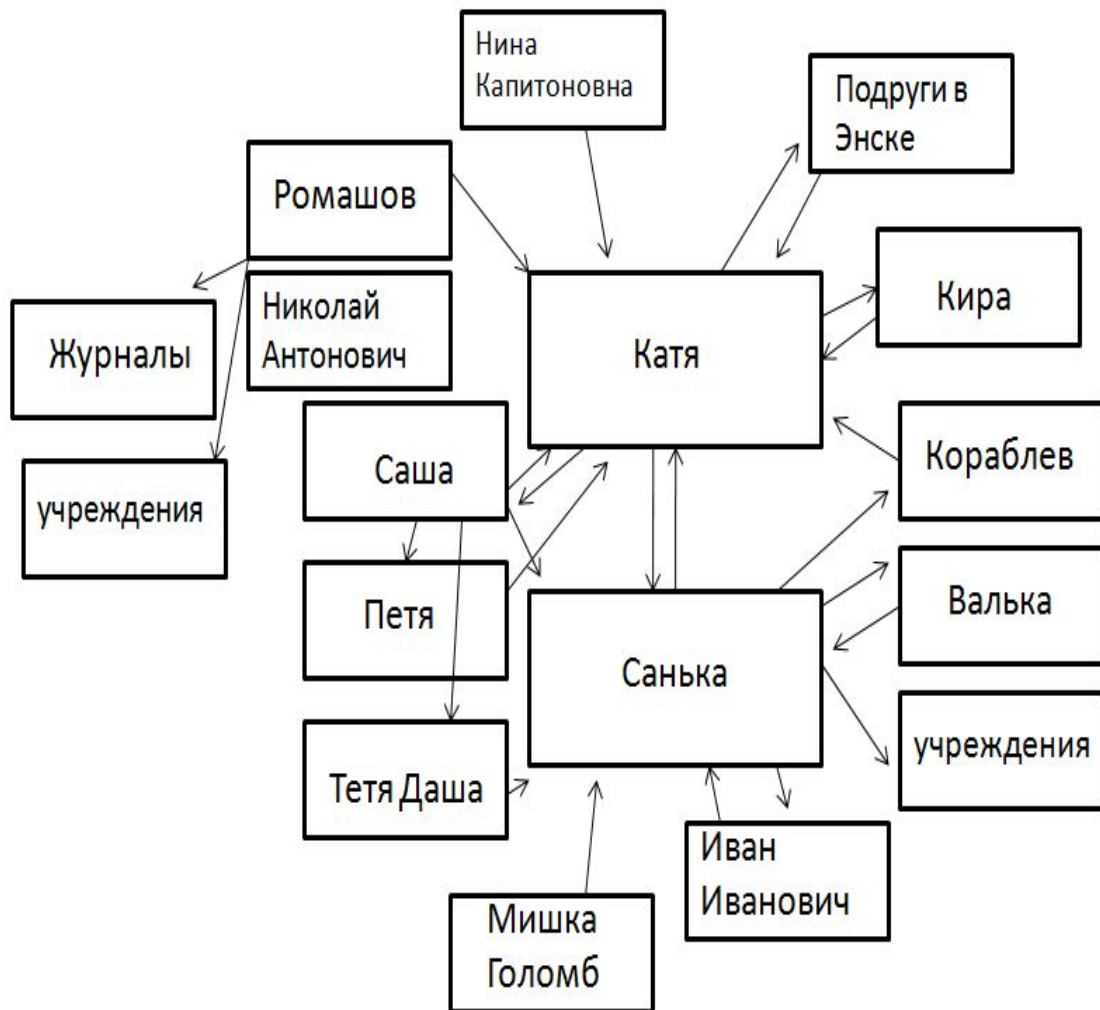 Нина
Капитоновна
Подруги в
Энске
Ромашов
Кира
Николай
Антонович
Журналы
Катя
Саша
Кораблев
учреждения
Петя
Валька
Санька
учреждения
Тетя Даша
Иван
Иванович
Мишка
Голомб